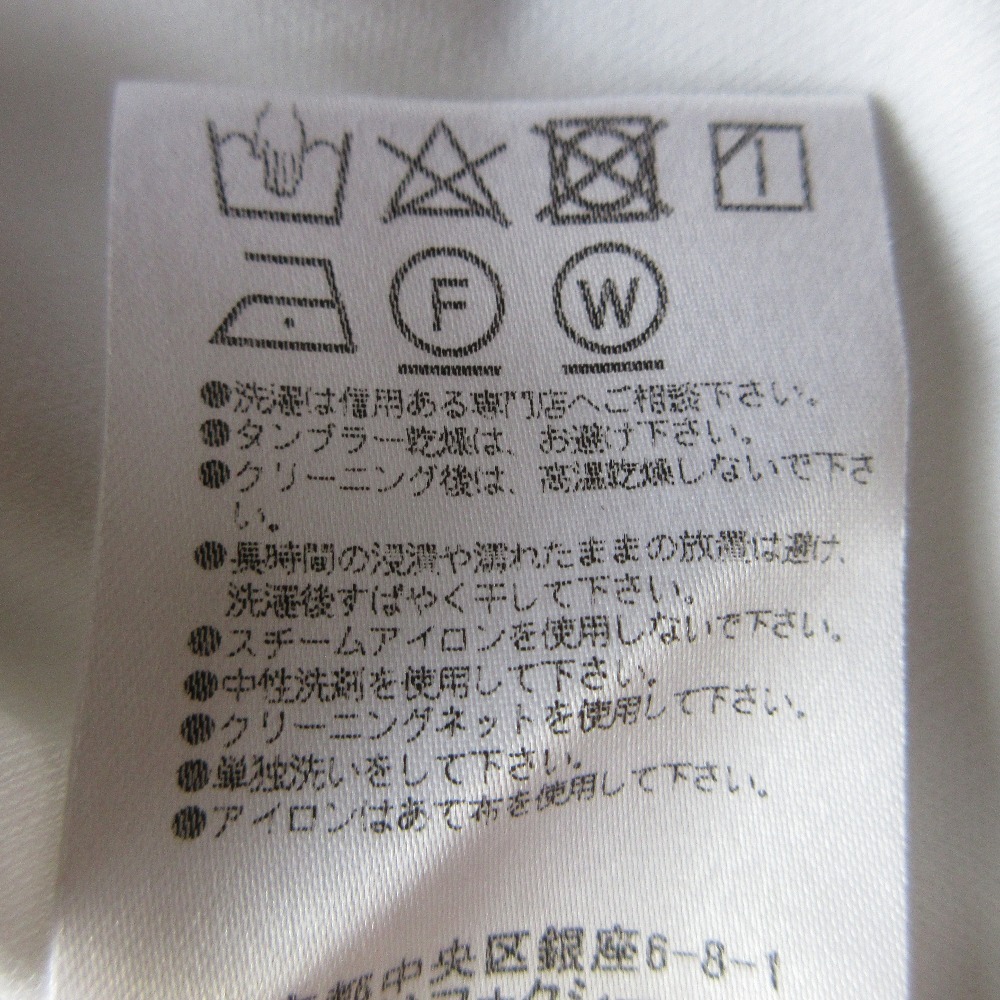 F W
●洗濯は信用ある専門店へご相談下さい。
●タンブラー乾燥は、お避け下さい。
●クリーニング後は、高温乾燥しないで下さ
い。
●長時間の浸漬や濡れたままの放置は避け、
洗濯後すばやく干して下さい。
●スチームアイロンを使用しないで下さい。
●中性洗剤を使用して下さい。
●クリーニングネットを使用して下さい。
●単独洗いをして下さい。
●アイロンはあて布を使用して下さい。
都中央区銀座6-8-1